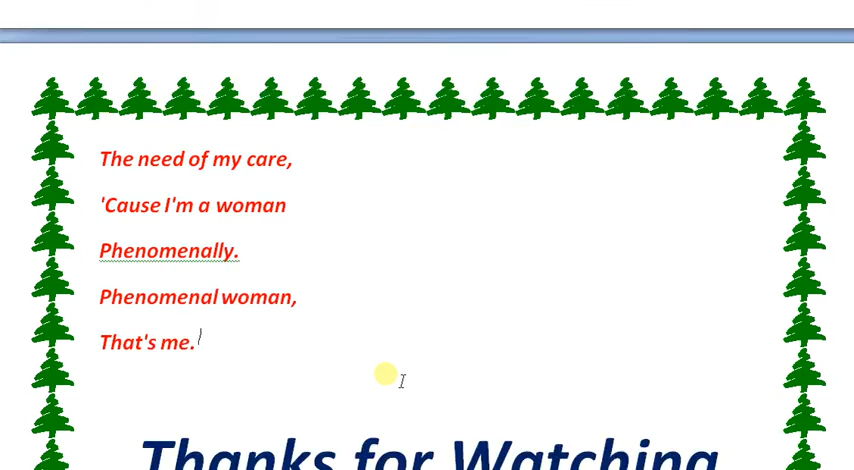 The need of my care,
'Cause I'm a woman
Phenomenally.
Phenomenal woman,
That's me.
Thanks for Watching